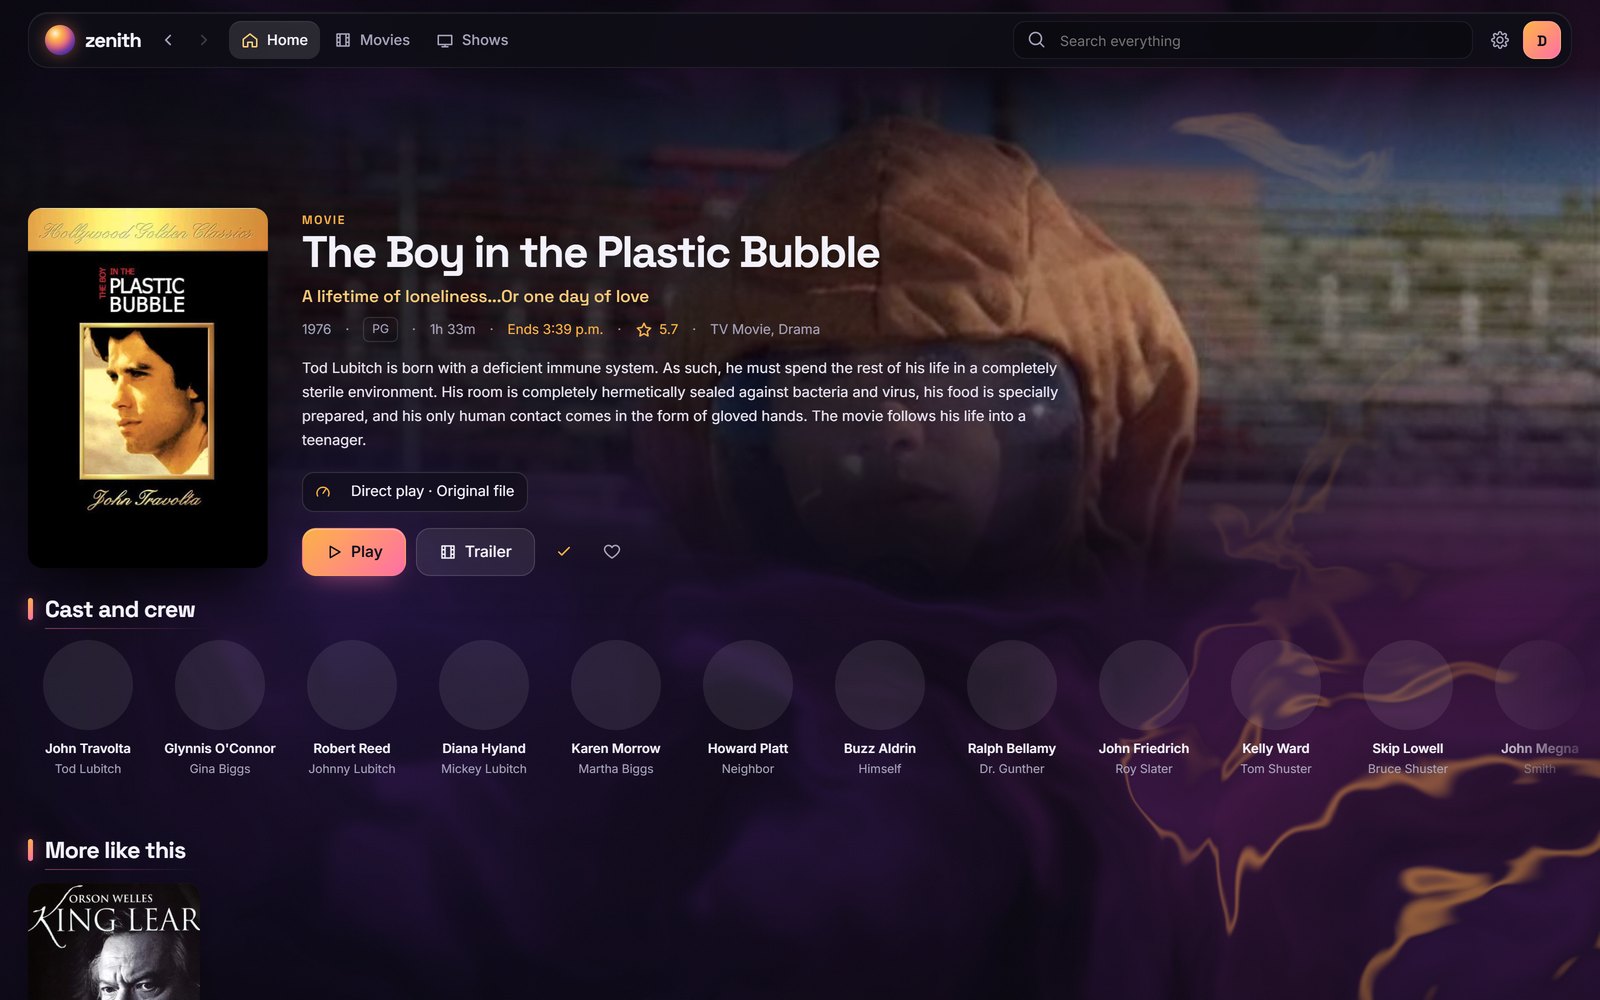 zenith
Home
Movies
Shows
Search everything
D
Hollywood Golden Classics
THE BOY IN THE
PLASTIC
BUBBLE
John Travolta
MOVIE
The Boy in the Plastic Bubble
A lifetime of loneliness...Or one day of love
1976 · PG · 1h 33m · Ends 3:39 p.m. · 5.7 · TV Movie, Drama
Tod Lubitch is born with a deficient immune system. As such, he must spend the rest of his life in a completely
sterile environment. His room is completely hermetically sealed against bacteria and virus, his food is specially
prepared, and his only human contact comes in the form of gloved hands. The movie follows his life into a
teenager.
Direct play · Original file
Play
Trailer
Cast and crew
John Travolta
Tod Lubitch
Glynnis O'Connor
Gina Biggs
Robert Reed
Johnny Lubitch
Diana Hyland
Mickey Lubitch
Karen Morrow
Martha Biggs
Howard Platt
Neighbor
Buzz Aldrin
Himself
Ralph Bellamy
Dr. Gunther
John Friedrich
Roy Slater
Kelly Ward
Tom Shuster
Skip Lowell
Bruce Shuster
John Megna
Smith
More like this
ORSON WELLES
KING LEAR